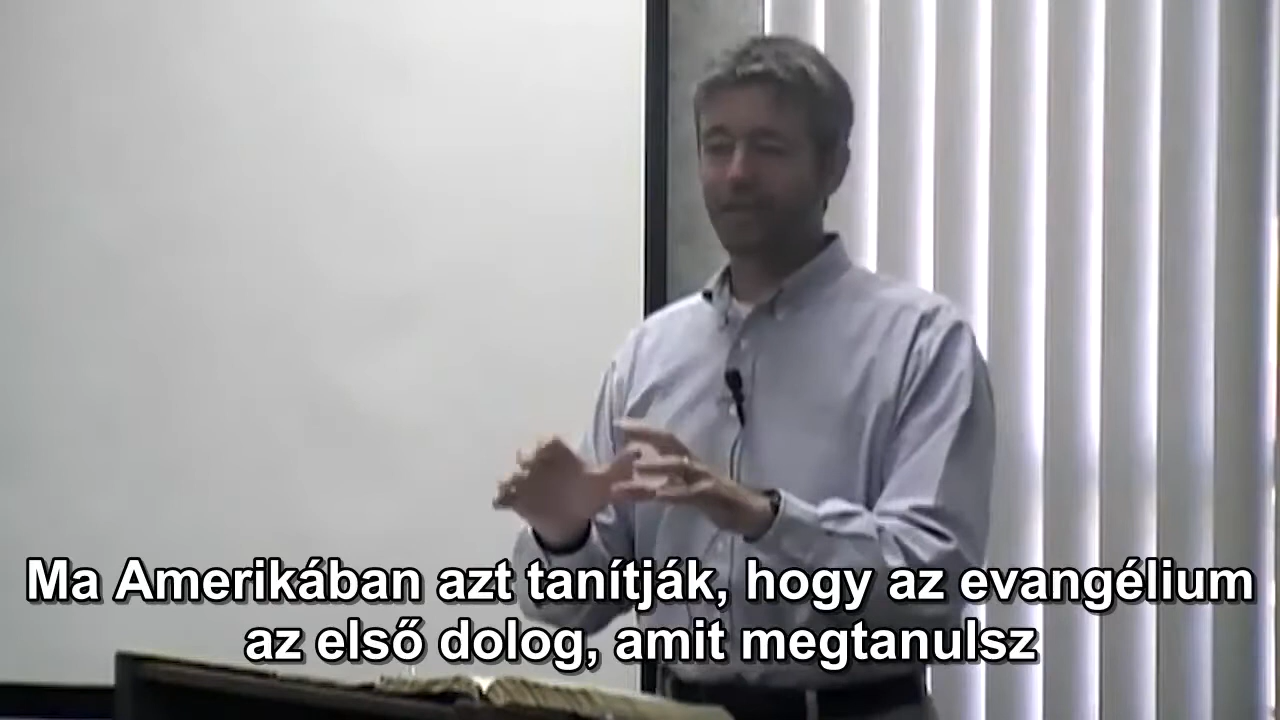 Ma Amerikában azt tanítják, hogy az evangélium
az első dolog, amit megtanulsz